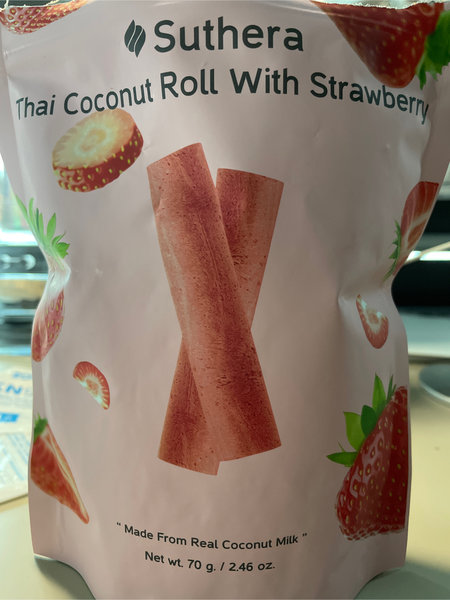 Suthera
Thai Coconut Roll With Strawberry
“ Made From Real Coconut Milk ”
Net wt. 70 g. / 2.46 oz.